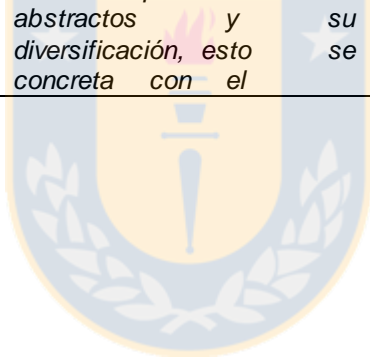 abstractos y su
diversificación, esto se
concreta con el